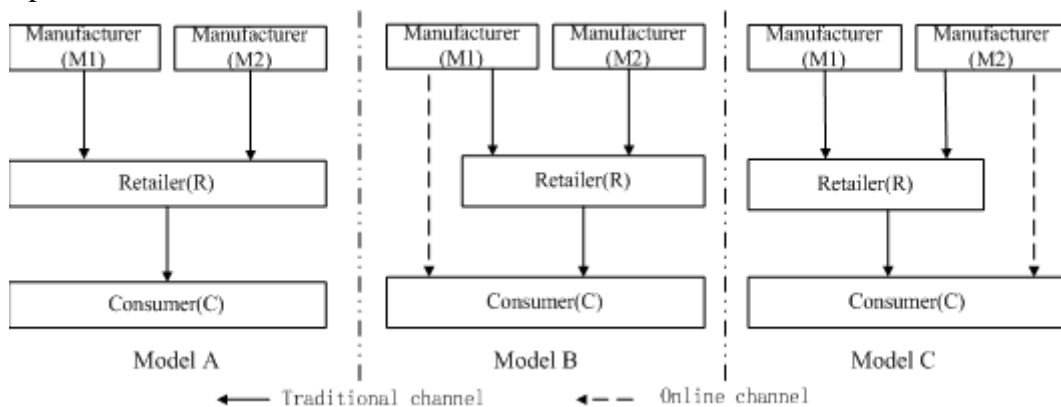 Manufacturer
(M1)
Manufacturer
(M2)
Retailer(R)
Consumer(C)
Model A
Manufacturer
(M1)
Manufacturer
(M2)
Retailer(R)
Consumer(C)
Model B
Manufacturer
(M1)
Manufacturer
(M2)
Retailer(R)
Consumer(C)
Model C
Traditional channel
Online channel